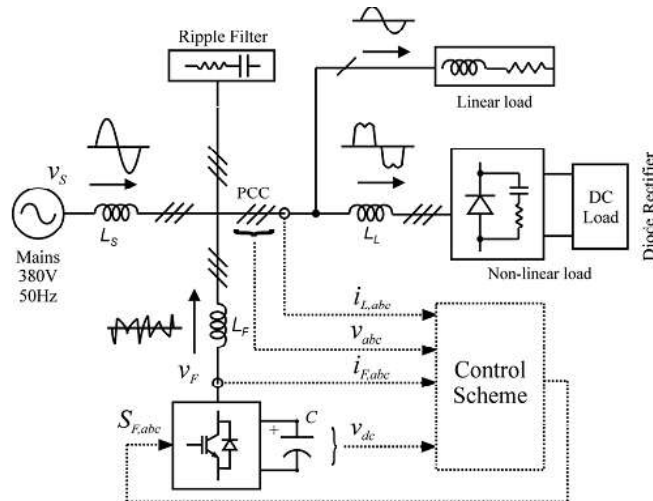 Ripple Filter
Linear load
v_S
PCC
L_S
L_L
DC
Load
Diode Rectifier
Mains
380V
50Hz
Non-linear load
L_F
i_{L,abc}
v_{abc}
v_F
i_{F,abc}
Control
Scheme
S_{F,abc}
+
C
v_{dc}